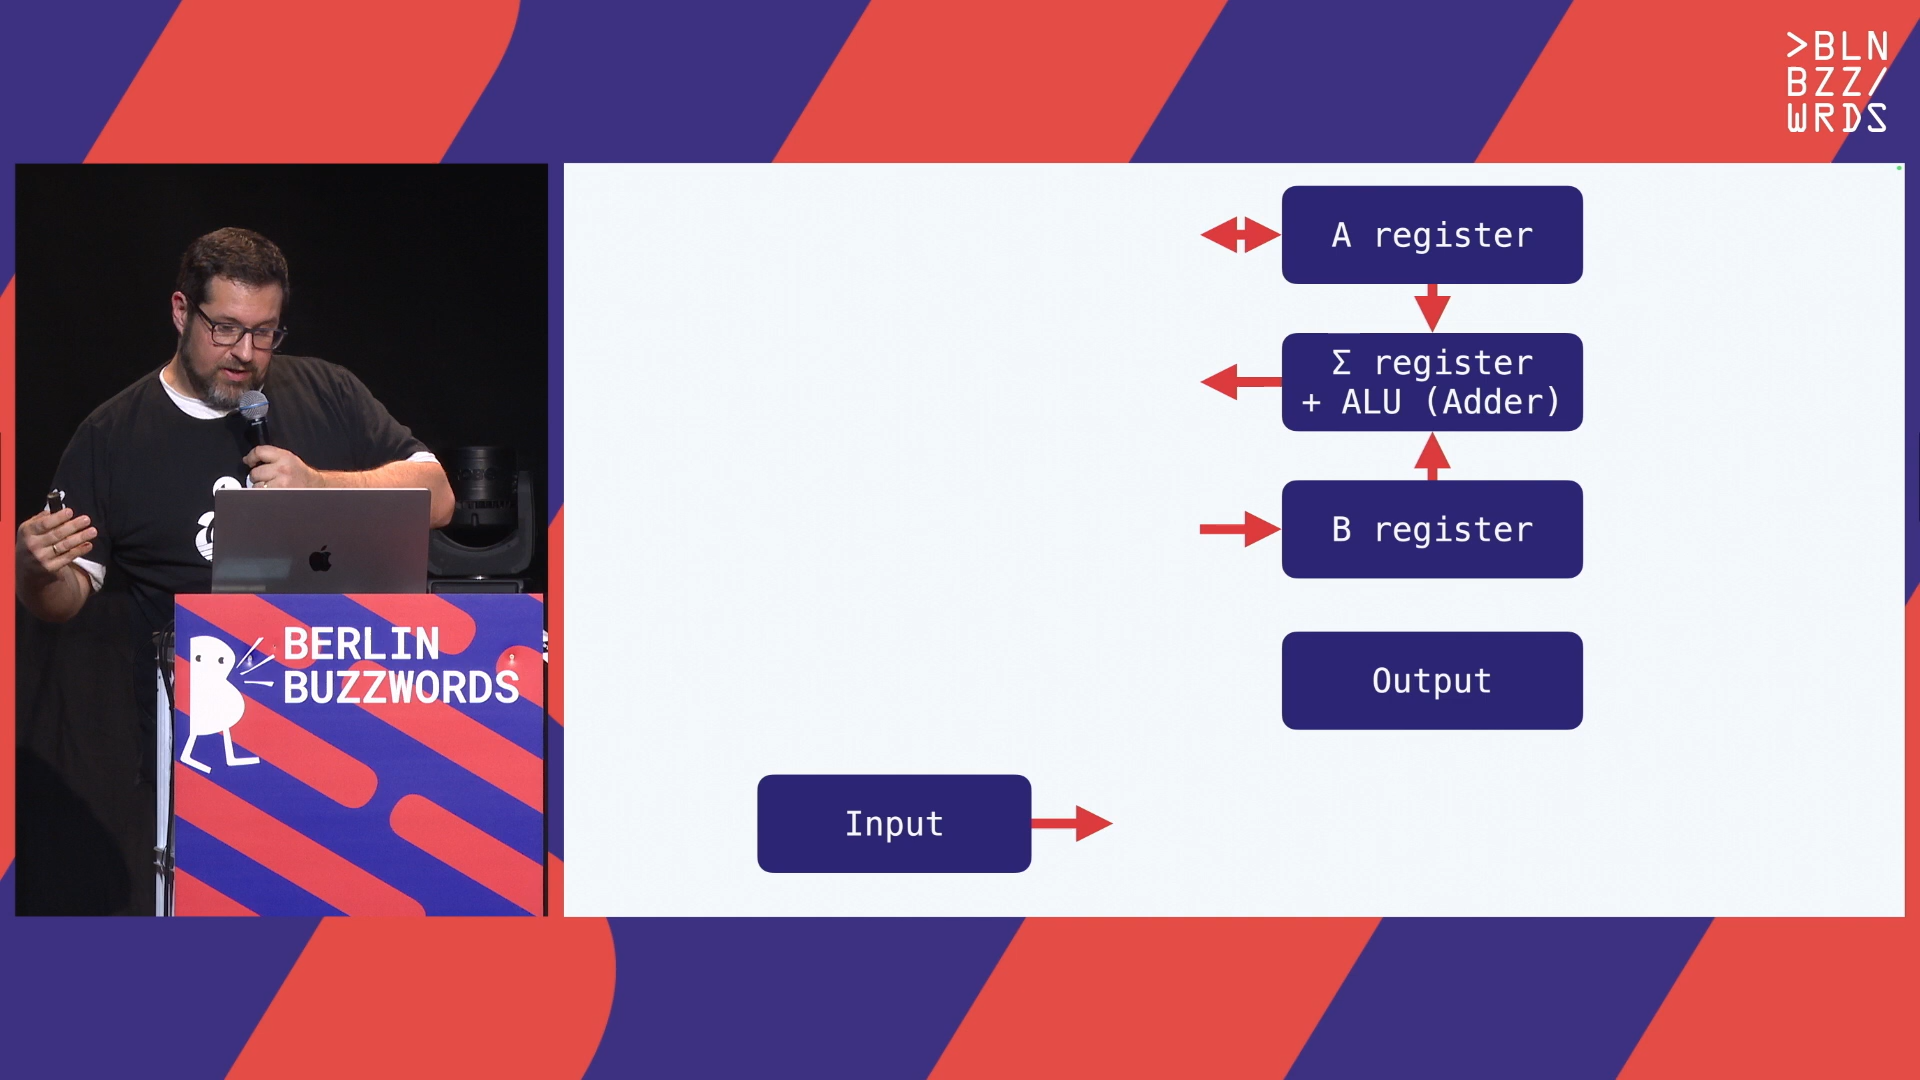 >BLN
BZZ/
WRDS
A register
Σ register
+ ALU (Adder)
B register
Output
Input
BERLIN
BUZZWORDS